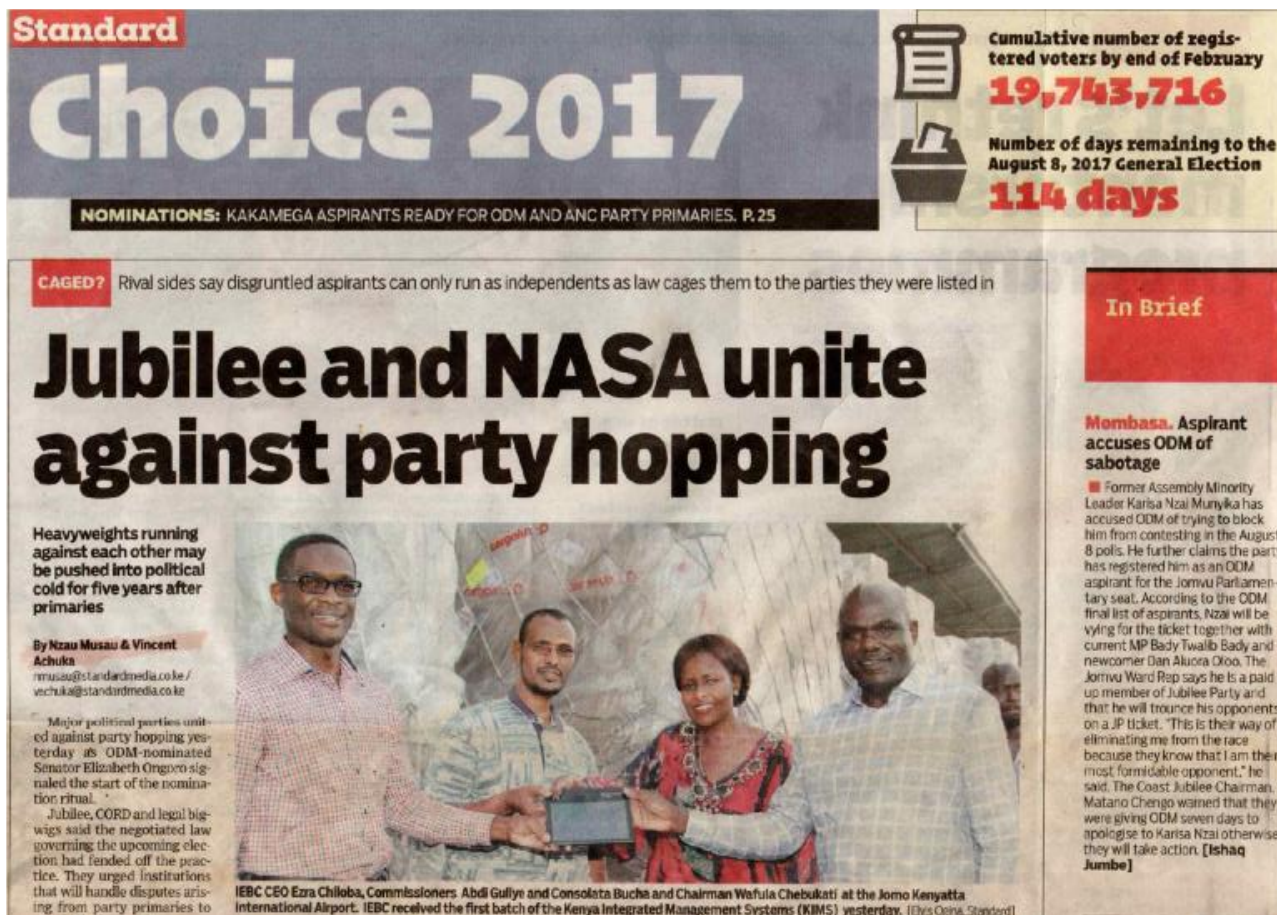 Standard
Choice 2017
NOMINATIONS: KAKAMEGA ASPIRANTS READY FOR ODM AND ANC PARTY PRIMARIES. P.25
Cumulative number of regis-
tered voters by end of February
19,743,716
Number of days remaining to the
August 8, 2017 General Election
114 days
CAGED? Rival sides say disgruntled aspirants can only run as independents as law cages them to the parties they were listed in
Jubilee and NASA unite
against party hopping
Heavyweights running
against each other may
be pushed into political
cold for five years after
primaries
By Nzau Musau & Vincent
Achuka
nmusau@standardmedia.co.ke /
vechuka@standardmedia.co.ke
Major political parties unit-
ed against party hopping yes-
terday as ODM-nominated
Senator Elizabeth Ongoro sig-
naled the start of the nomina-
tion ritual.
Jubilee, CORD and legal big-
wigs said the negotiated law
governing the upcoming elec-
tion had fended off the prac-
tice. They urged institutions
that will handle disputes aris-
ing from party primaries to
IEBC CEO Ezra Chiloba, Commissioners Abdi Guliye and Consolata Bucha and Chairman Wafula Chebukati at the Jomo Kenyatta
International Airport. IEBC received the first batch of the Kenya Integrated Management Systems (KIMS) yesterday. [Elvis Ogina, Standard]
In Brief
Mombasa. Aspirant
accuses ODM of
sabotage
Former Assembly Minority
Leader Karisa Nzai Munyika has
accused ODM of trying to block
him from contesting in the August
8 polls. He further claims the party
has registered him as an ODM
aspirant for the Jomvu Parliamen-
tary seat. According to the ODM
final list of aspirants, Nzai will be
vying for the ticket together with
current MP Bady Twalib Bady and
newcomer Dan Aluora Oloo. The
Jomvu Ward Rep says he is a paid
up member of Jubilee Party and
that he will trounce his opponents
on a JP ticket. "This is their way of
eliminating me from the race
because they know that I am their
most formidable opponent," he
said. The Coast Jubilee Chairman,
Matano Chengo warned that they
were giving ODM seven days to
apologise to Karisa Nzai otherwise
they will take action. [Ishaq
Jumbe]